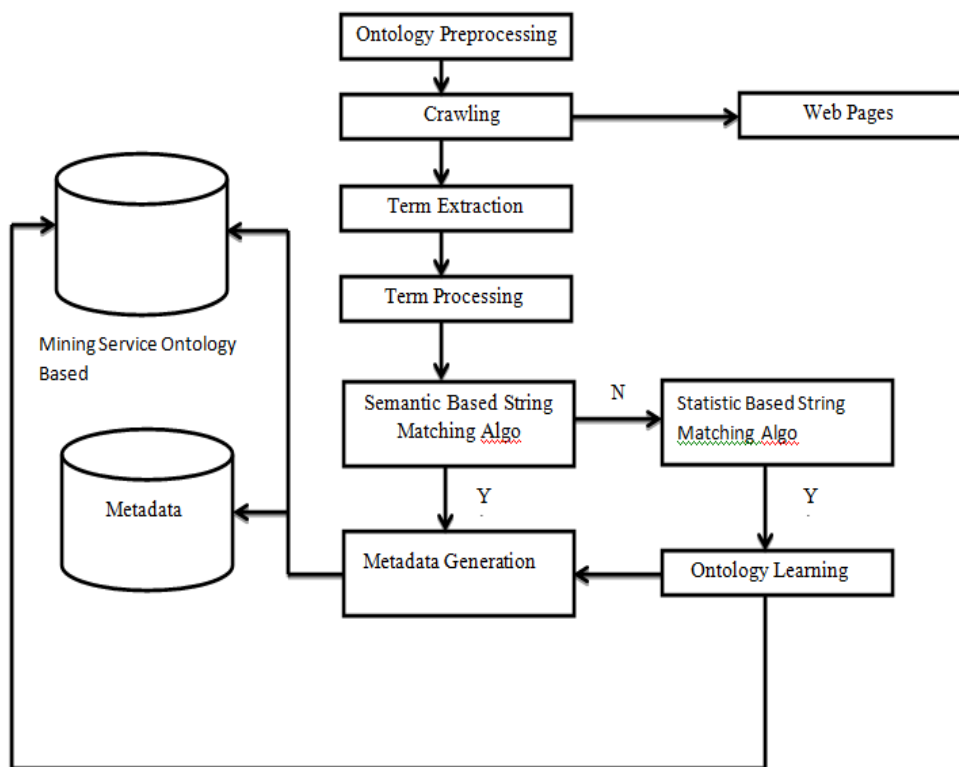 Ontology Preprocessing
Crawling
Web Pages
Term Extraction
Term Processing
Mining Service Ontology
Based
Semantic Based String
Matching Algo
N
Statistic Based String
Matching Algo
Y
Y
Metadata
Metadata Generation
Ontology Learning